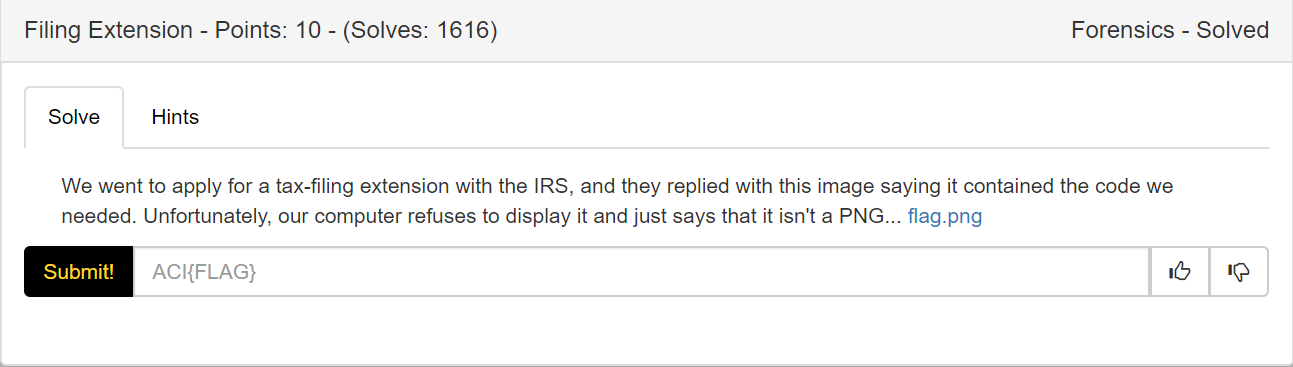 Filing Extension - Points: 10 - (Solves: 1616)
Forensics - Solved
Solve
Hints
We went to apply for a tax-filing extension with the IRS, and they replied with this image saying it contained the code we
needed. Unfortunately, our computer refuses to display it and just says that it isn't a PNG... flag.png
Submit!
ACI{FLAG}